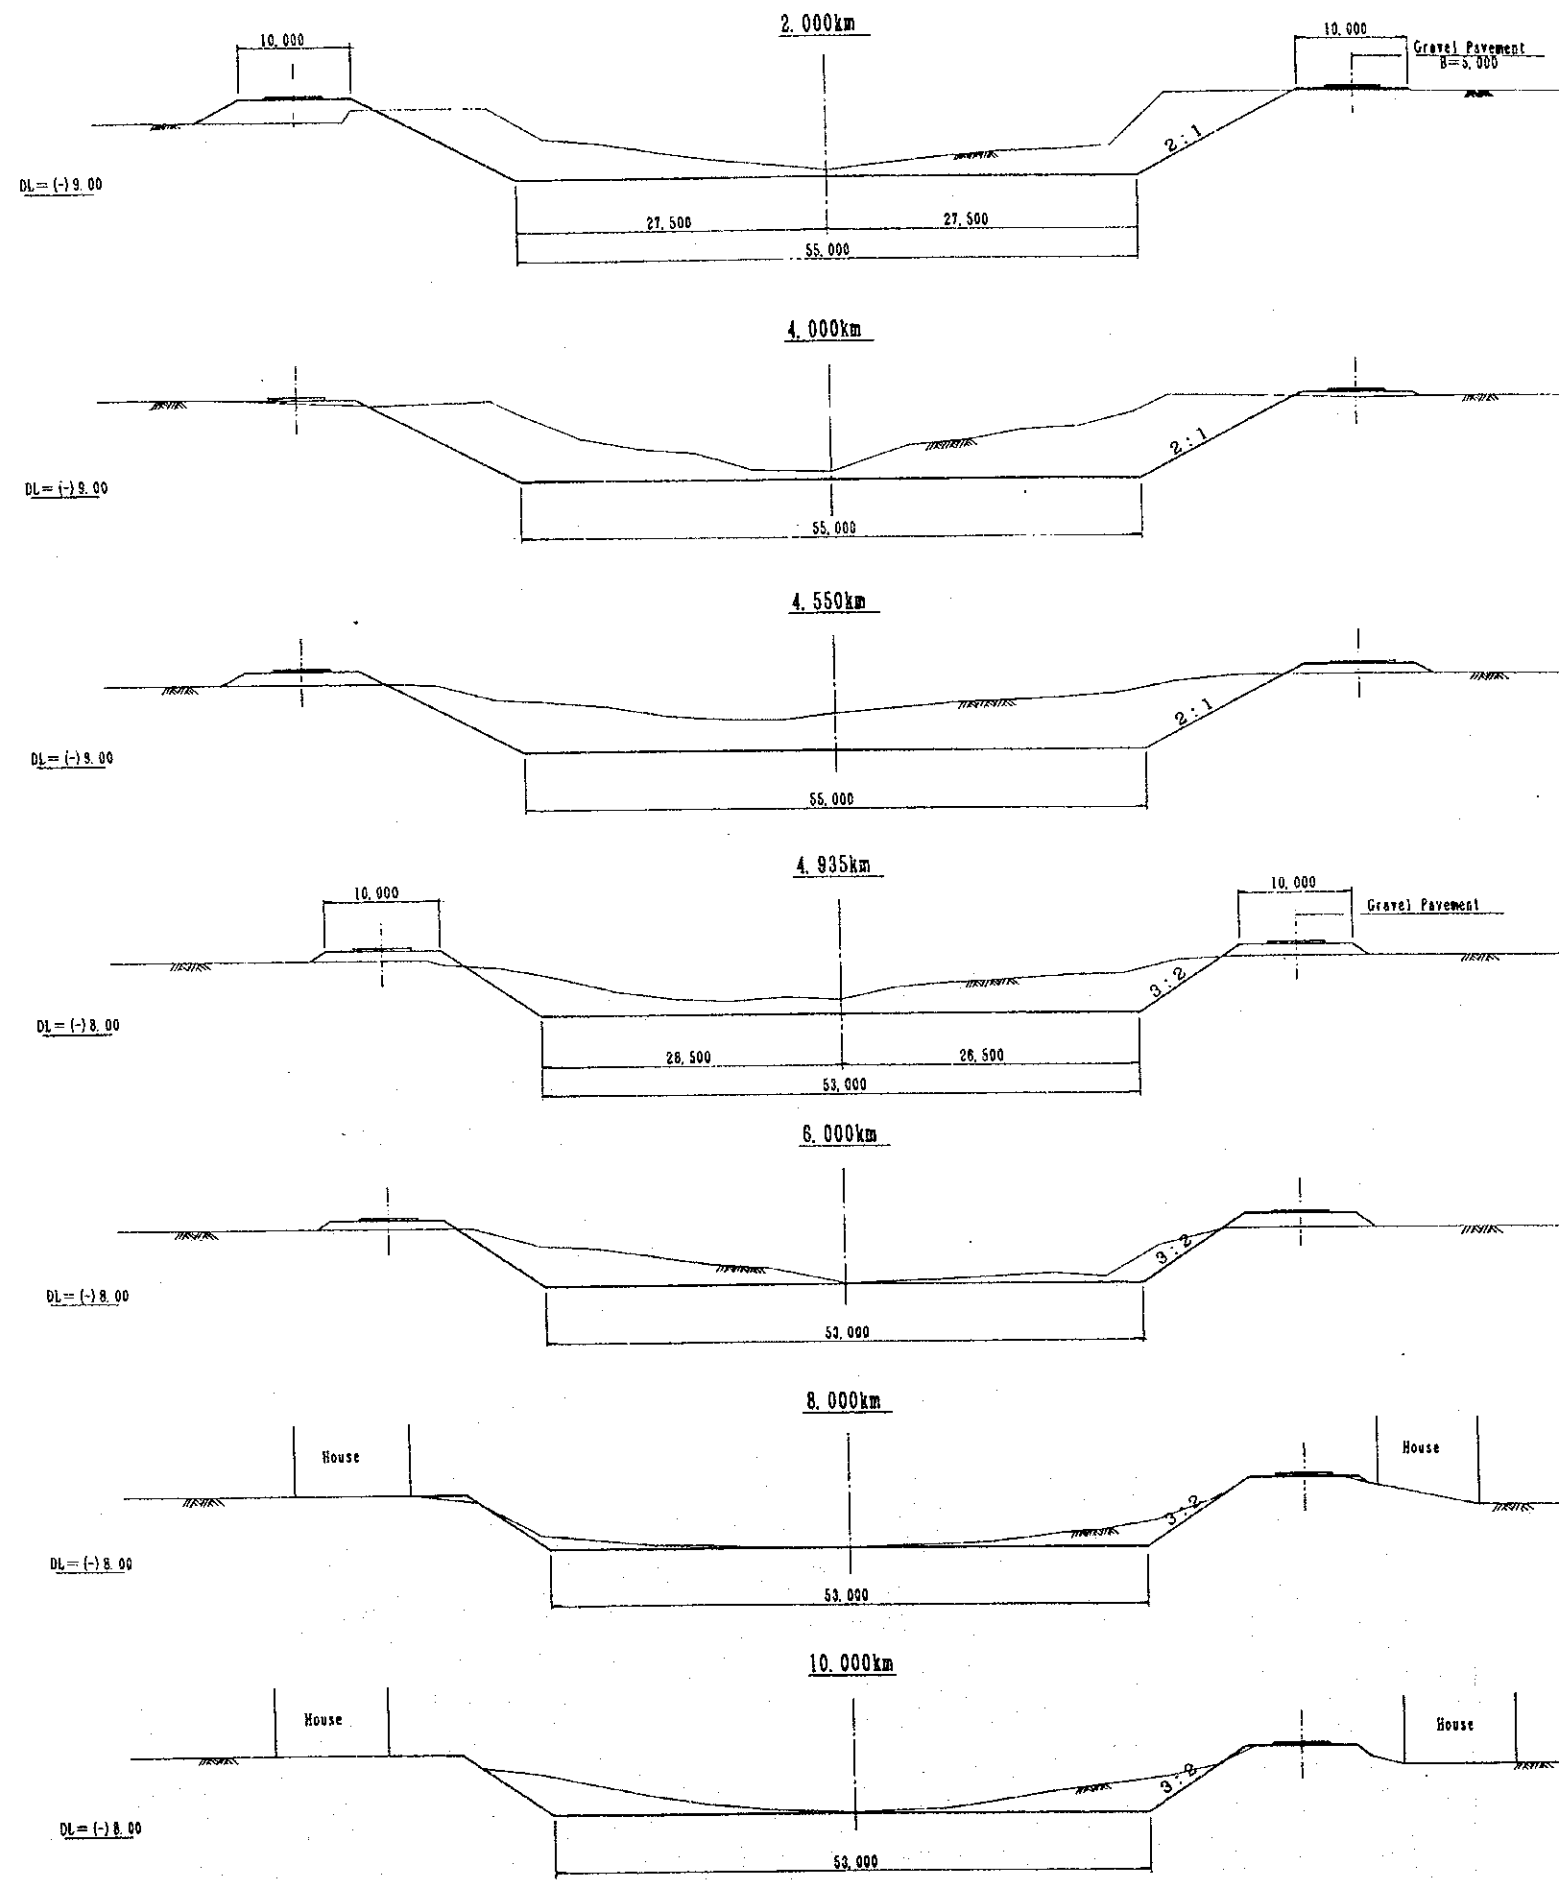 2.000km
10,000
10,000
Gravel Pavement
B=5,000
2:1
DL=(-)9.00
27,500
27,500
55,000
4.000km
2:1
DL=(-)9.00
55,000
4.550km
2:1
DL=(-)9.00
55,000
4.935km
10,000
10,000
Gravel Pavement
3:2
DL=(-)8.00
26,500
26,500
53,000
6.000km
3:2
DL=(-)8.00
53,000
8.000km
House
House
3:2
DL=(-)8.00
53,000
10.000km
House
House
3:2
DL=(-)8.00
53,000